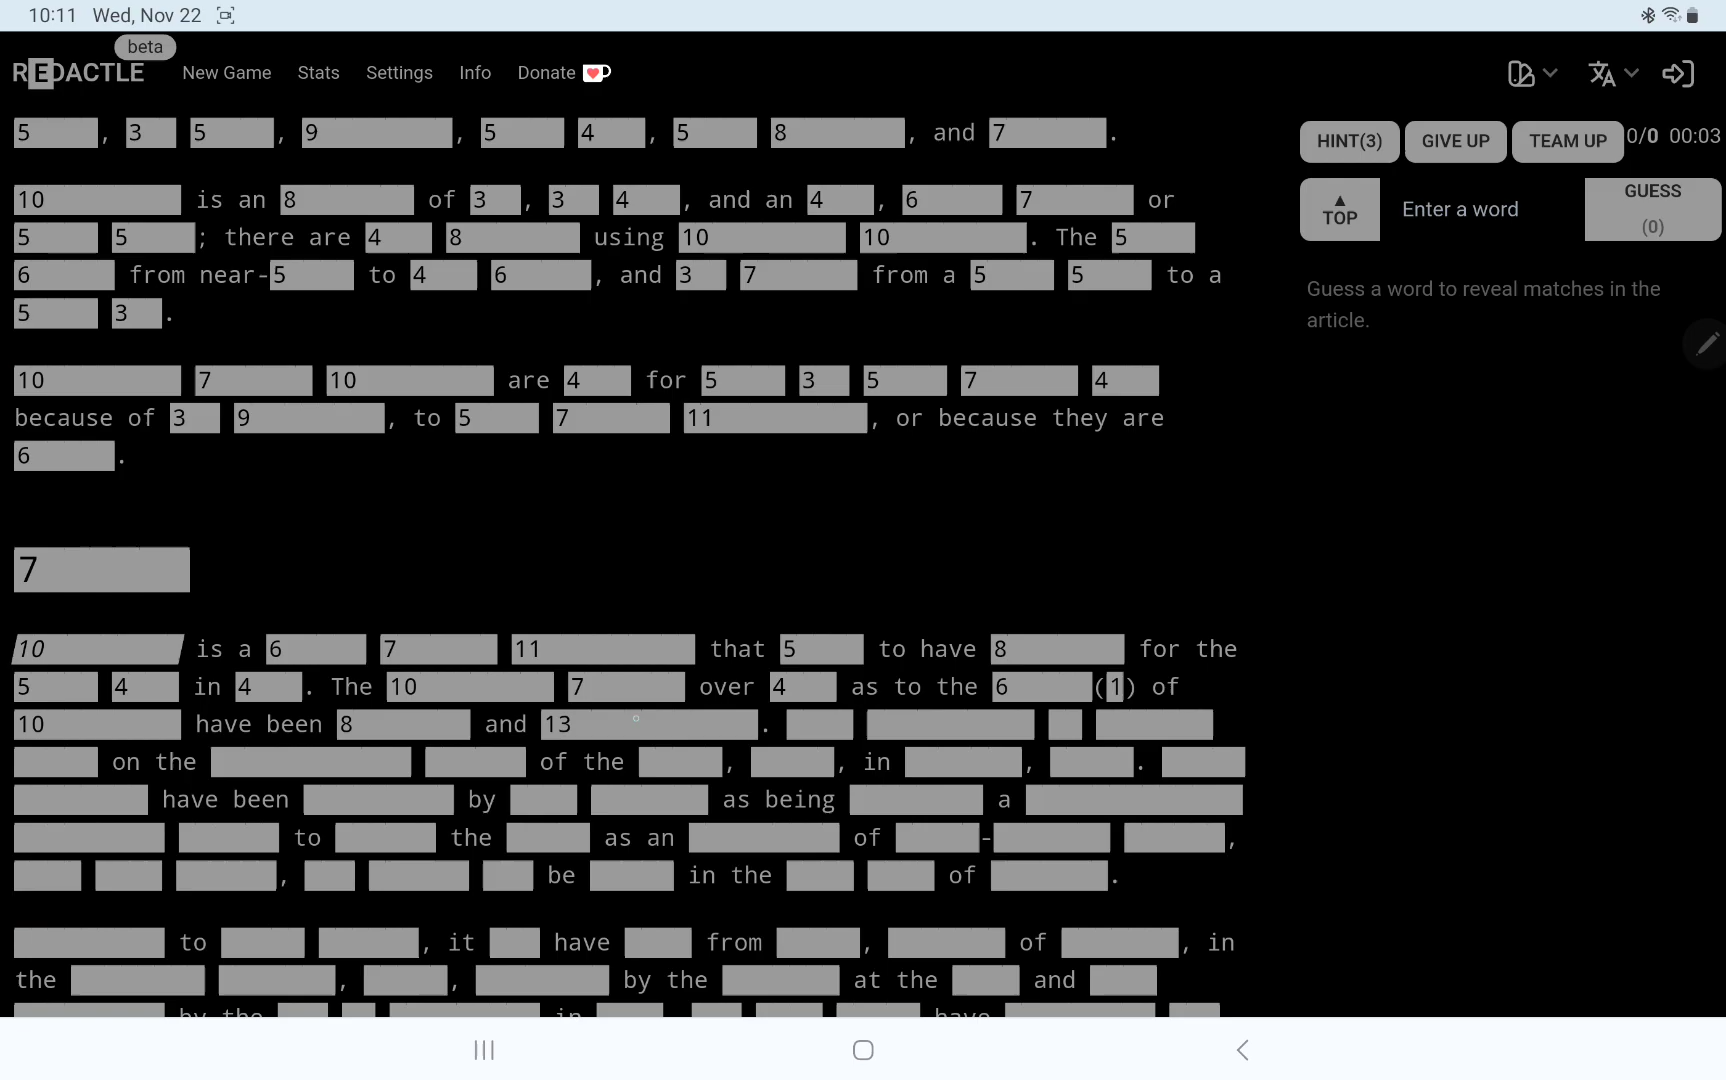 10:11 Wed, Nov 22
beta
REDACTLE New Game Stats Settings Info Donate
HINT(3) GIVE UP TEAM UP 0/0 00:03
▲ TOP Enter a word GUESS (0)
Guess a word to reveal matches in the
article.
5, 3 5, 9, 5 4, 5 8, and 7.
10 is an 8 of 3, 3 4, and an 4, 6 7 or
5 5; there are 4 8 using 10 10. The 5
6 from near-5 to 4 6, and 3 7 from a 5 5 to a
5 3.
10 7 10 are 4 for 5 3 5 7 4
because of 3 9, to 5 7 11, or because they are
6.
7
10 is a 6 7 11 that 5 to have 8 for the
5 4 in 4. The 10 7 over 4 as to the 6(1) of
10 have been 8 and 13.
on the of the , , in , .
have been by as being a
to the as an of - ,
, be in the of .
to , it have from , of , in
the , , by the at the and
by the in have